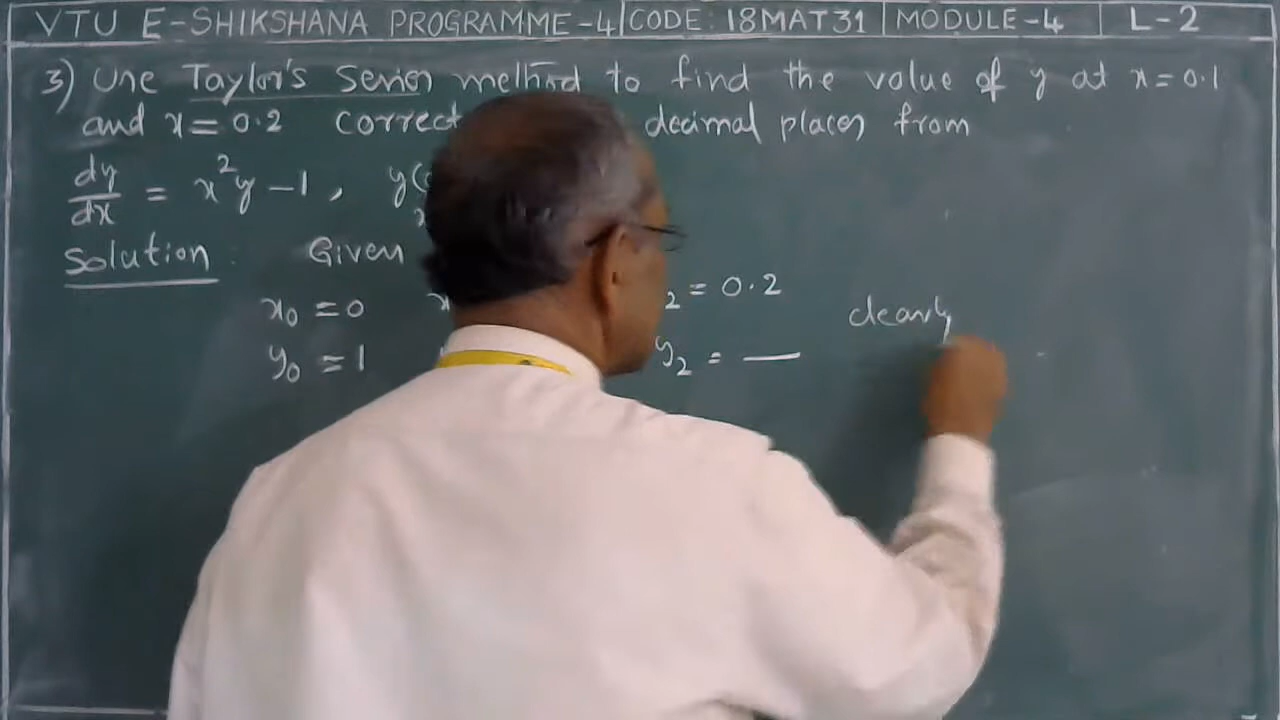 VTU E-SHIKSHANA PROGRAMME-4 | CODE: 18MAT31 | MODULE-4 | L-2
3) Use Taylor's Series method to find the value of y at x = 0.1
and x = 0.2 correct decimal places from
dy/dx = x²y - 1, y(
Solution : Given
x₀ = 0 x ₂ = 0.2 clearly
y₀ = 1 y₂ = —